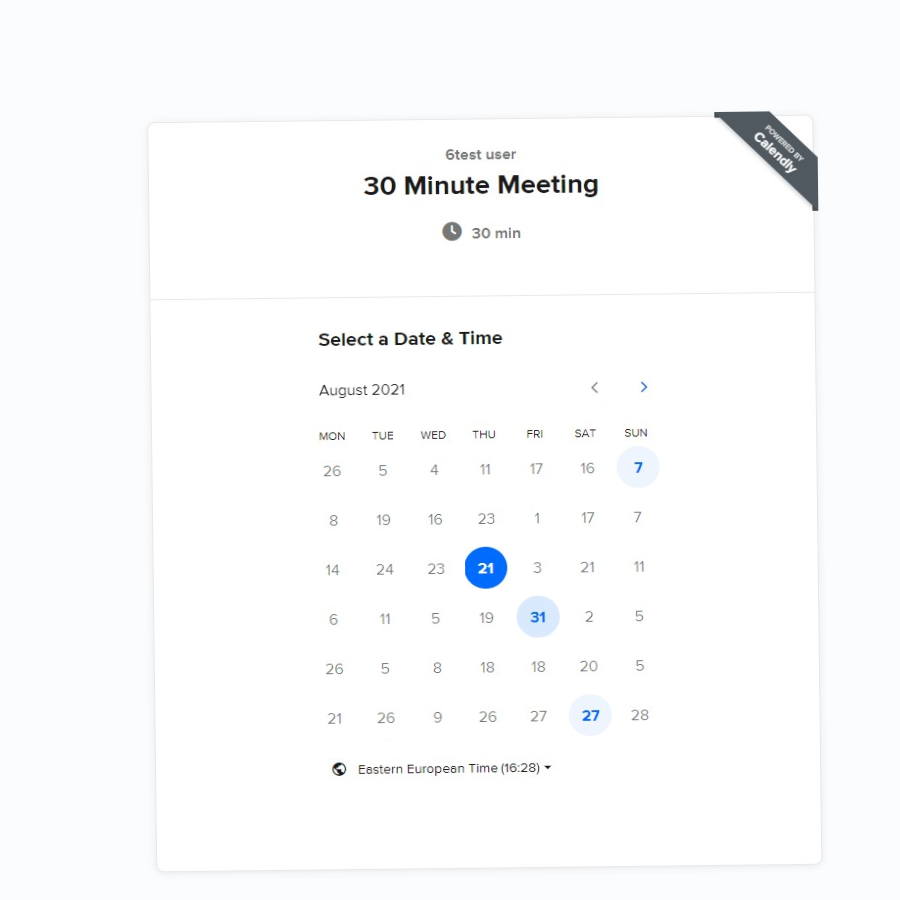 6test user
30 Minute Meeting
30 min
POWERED BY
Calendly
Select a Date & Time
August 2021
MON TUE WED THU FRI SAT SUN
26 5 4 11 17 16 7
8 19 16 23 1 17 7
14 24 23 21 3 21 11
6 11 5 19 31 2 5
26 5 8 18 18 20 5
21 26 9 26 27 27 28
Eastern European Time (16:28)